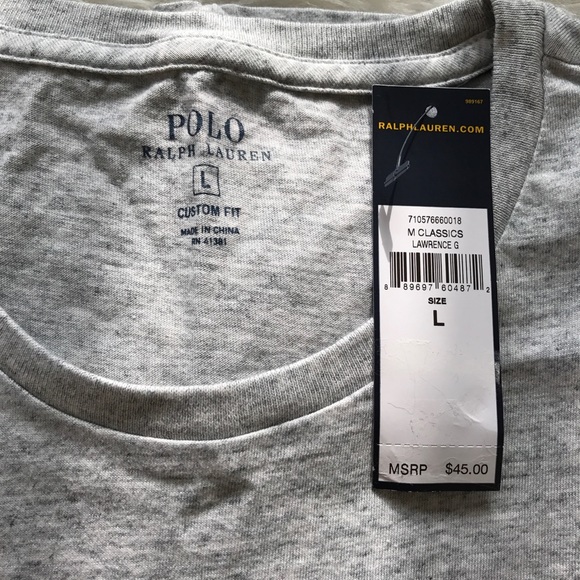 POLO
RALPH LAUREN
L
CUSTOM FIT
MADE IN CHINA
RN 41381
999167
RALPHLAUREN.COM
710576660018
M CLASSICS
LAWRENCE G
8 89697 60487 2
SIZE
L
MSRP $45.00